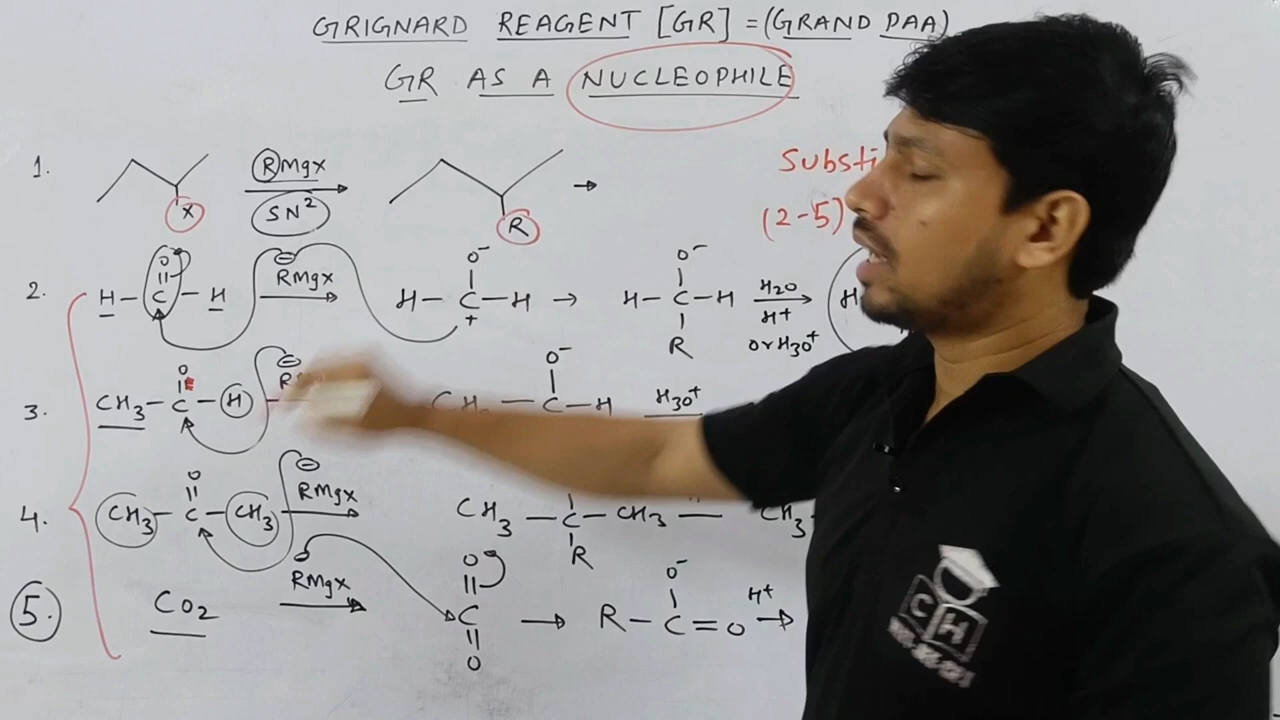 GRIGNARD REAGENT [GR] = (GRAND PAA)
GR AS A NUCLEOPHILE
1. X RMgx SN² R →
Substi
(2-5)
2. H-C-H O RMgx → H-C-H O⁻ + → H-C-H O⁻ R H2O H+ or H3O+ H
3. CH3-C-H O ⊖ CH3-C-H O⁻ H3O+
4. CH3-C-CH3 O ⊖ RMgx → CH3-C-CH3 R CH3
5. CO2 RMgx → O=C=O → R-C=O O⁻ H+ →
CH